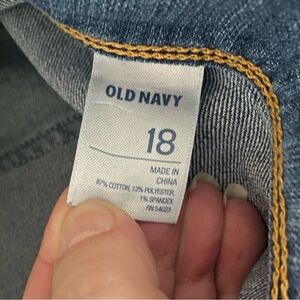 OLD NAVY
18
MADE IN
CHINA
87% COTTON, 12% POLYESTER,
1% SPANDEX
RN 54023